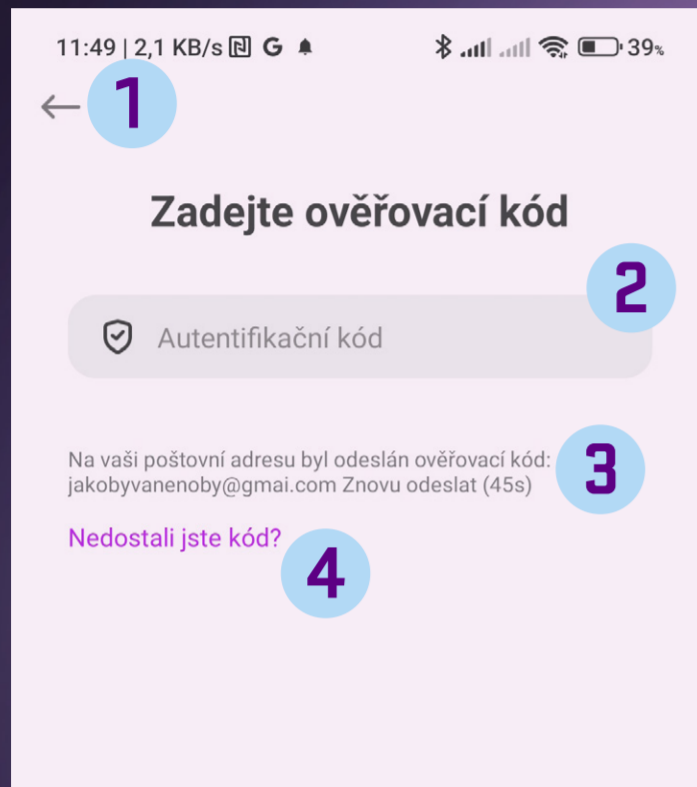 11:49 | 2,1 KB/s N G 39%
1
Zadejte ověřovací kód
2
Autentifikační kód
Na vaši poštovní adresu byl odeslán ověřovací kód:
jakobyvanenoby@gmai.com Znovu odeslat (45s)
3
Nedostali jste kód?
4